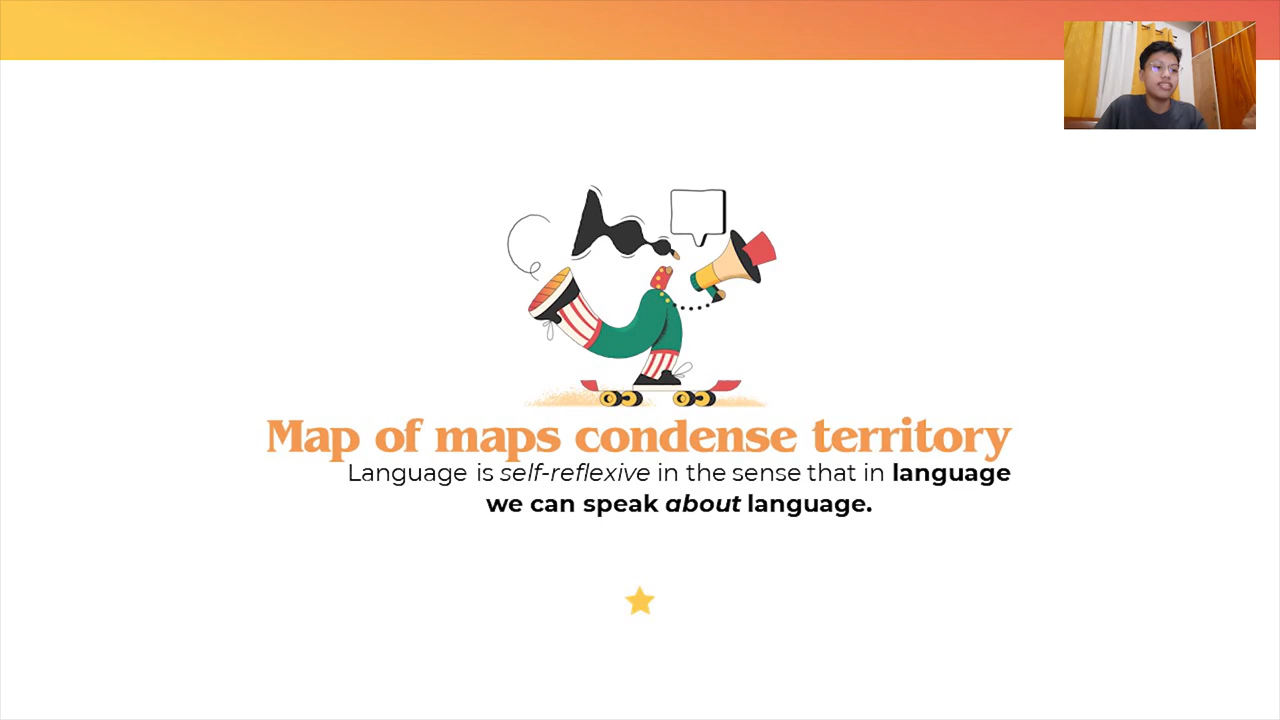 Map of maps condense territory
Language is self-reflexive in the sense that in language
we can speak about language.